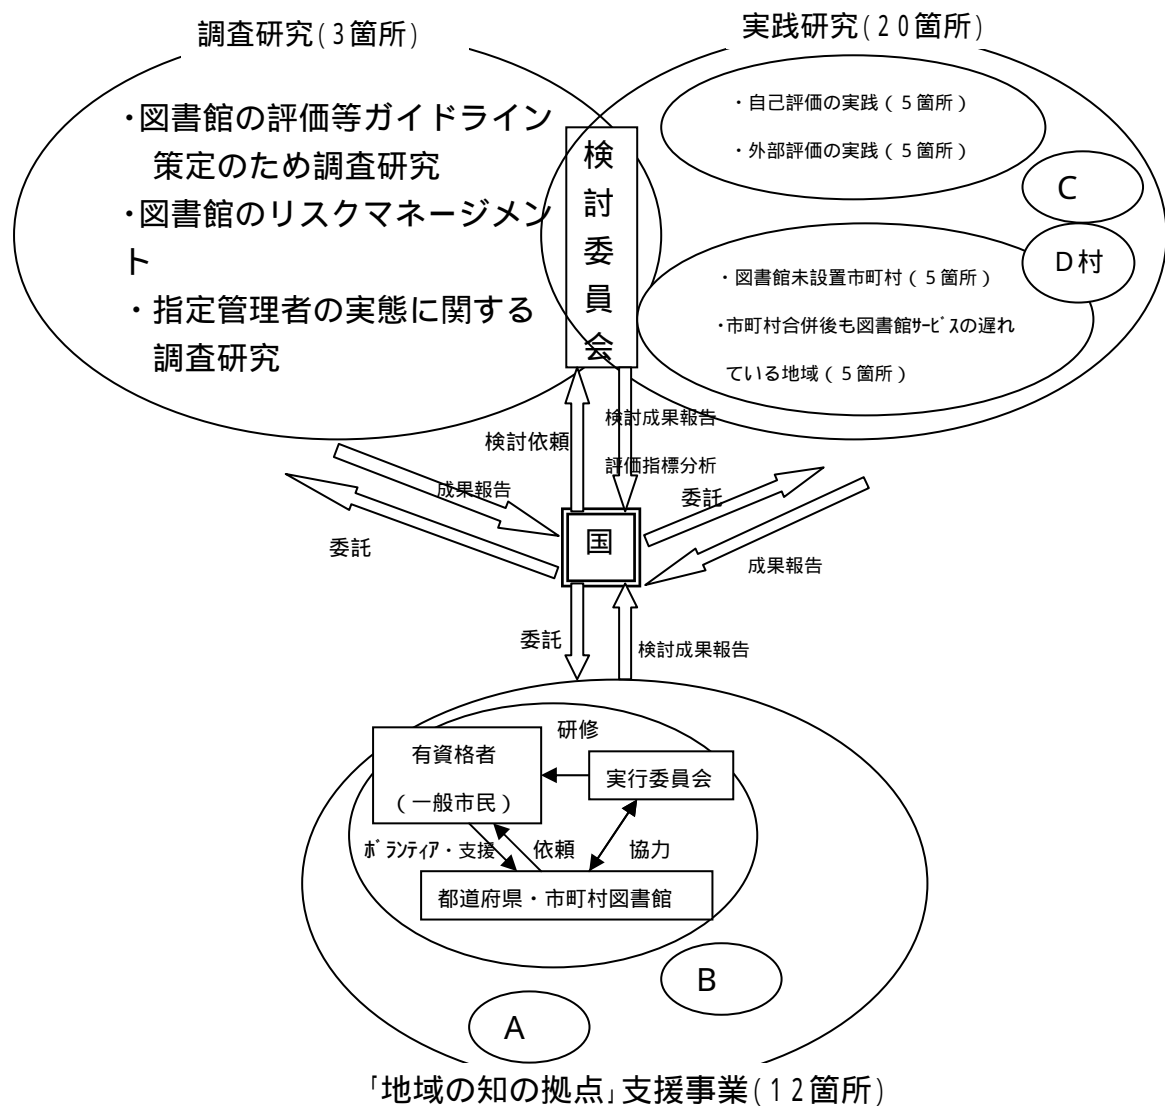 調査研究(3箇所)
・図書館の評価等ガイドライン
策定のため調査研究
・図書館のリスクマネージメン
ト
・指定管理者の実態に関する
調査研究
検討委員会
実践研究(20箇所)
・自己評価の実践(5箇所)
・外部評価の実践(5箇所)
C
D村
・図書館未設置市町村(5箇所)
・市町村合併後も図書館ｻｰﾋﾞｽの遅れ
ている地域(5箇所)
検討依頼
検討成果報告
評価指標分析
成果報告
委託
国
委託
成果報告
委託
検討成果報告
有資格者
(一般市民)
研修
実行委員会
ﾎﾞﾗﾝﾃｨｱ・支援
依頼
協力
都道府県・市町村図書館
B
A
「地域の知の拠点」支援事業(12箇所)